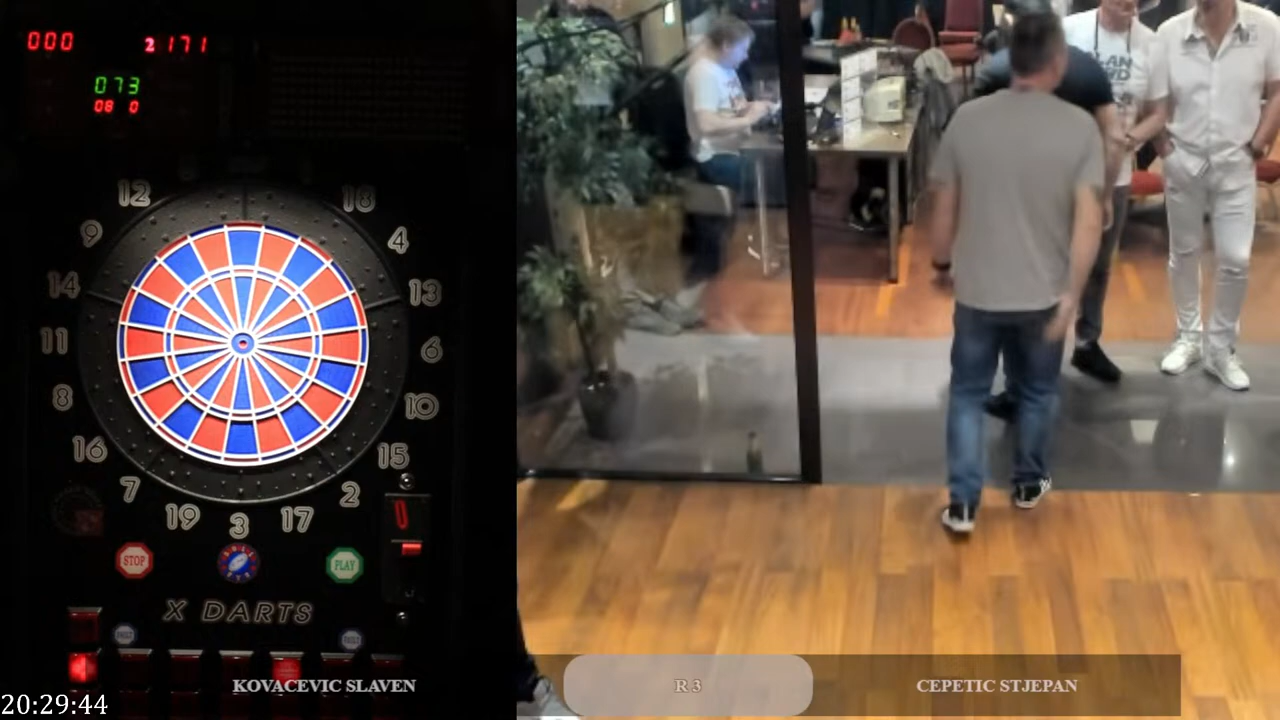 000 2 171
073
08 0
12 18
9 4
14 13
11 6
8 10
16 15
7 2
19 3 17
STOP PLAY
X DARTS
KOVACEVIC SLAVEN R 3 CEPETIC STJEPAN
20:29:44